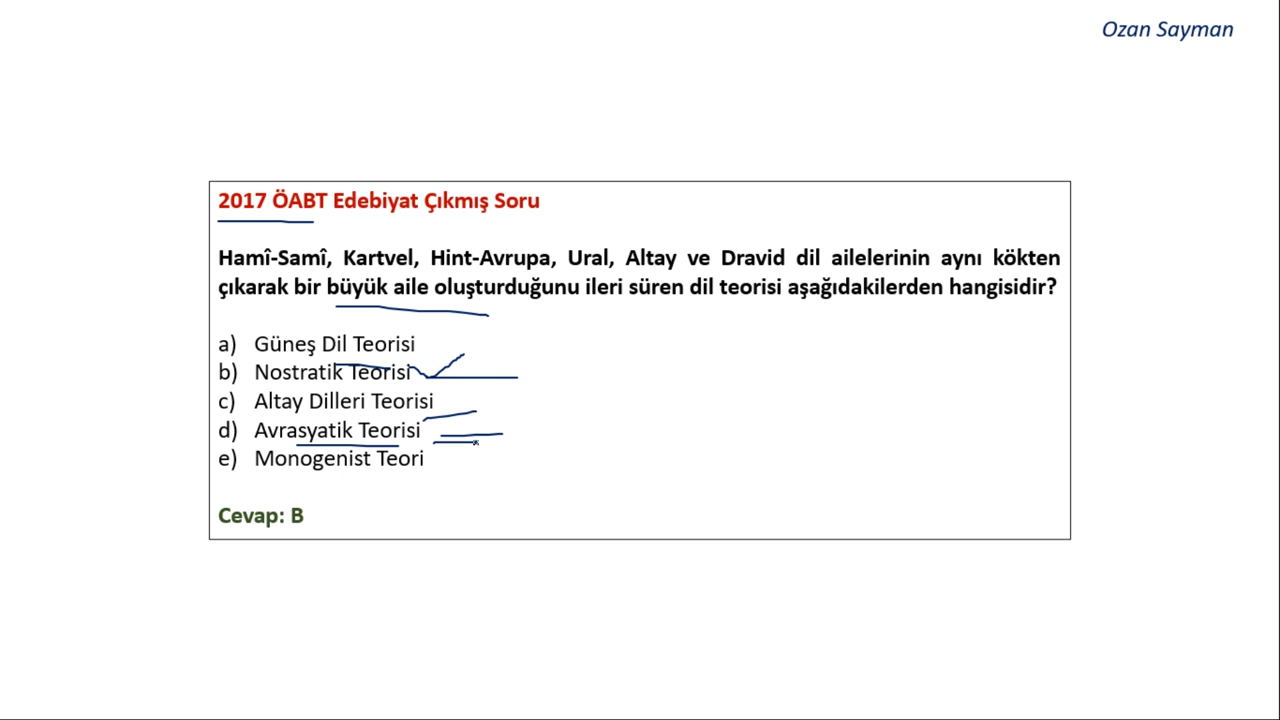 Ozan Sayman
2017 ÖABT Edebiyat Çıkmış Soru
Hamî-Samî, Kartvel, Hint-Avrupa, Ural, Altay ve Dravid dil ailelerinin aynı kökten
çıkarak bir büyük aile oluşturduğunu ileri süren dil teorisi aşağıdakilerden hangisidir?
a) Güneş Dil Teorisi
b) Nostratik Teorisi
c) Altay Dilleri Teorisi
d) Avrasyatik Teorisi
e) Monogenist Teori
Cevap: B